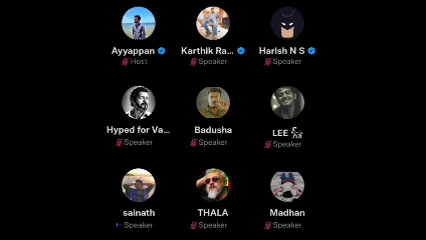 Ayyappan Karthik Ra... Harish N S
Host Speaker Speaker
Hyped for Va... Badusha LEE
Speaker Speaker Speaker
sainath THALA Madhan
Speaker Speaker Speaker